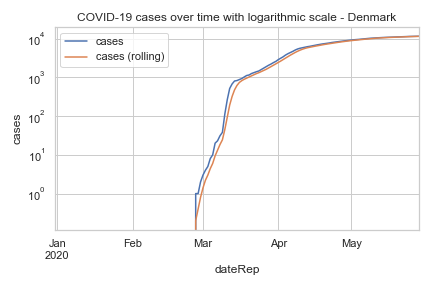 COVID-19 cases over time with logarithmic scale - Denmark
cases
cases (rolling)
10⁴
10³
10²
10¹
10⁰
cases
Jan Feb Mar Apr May
2020
dateRep